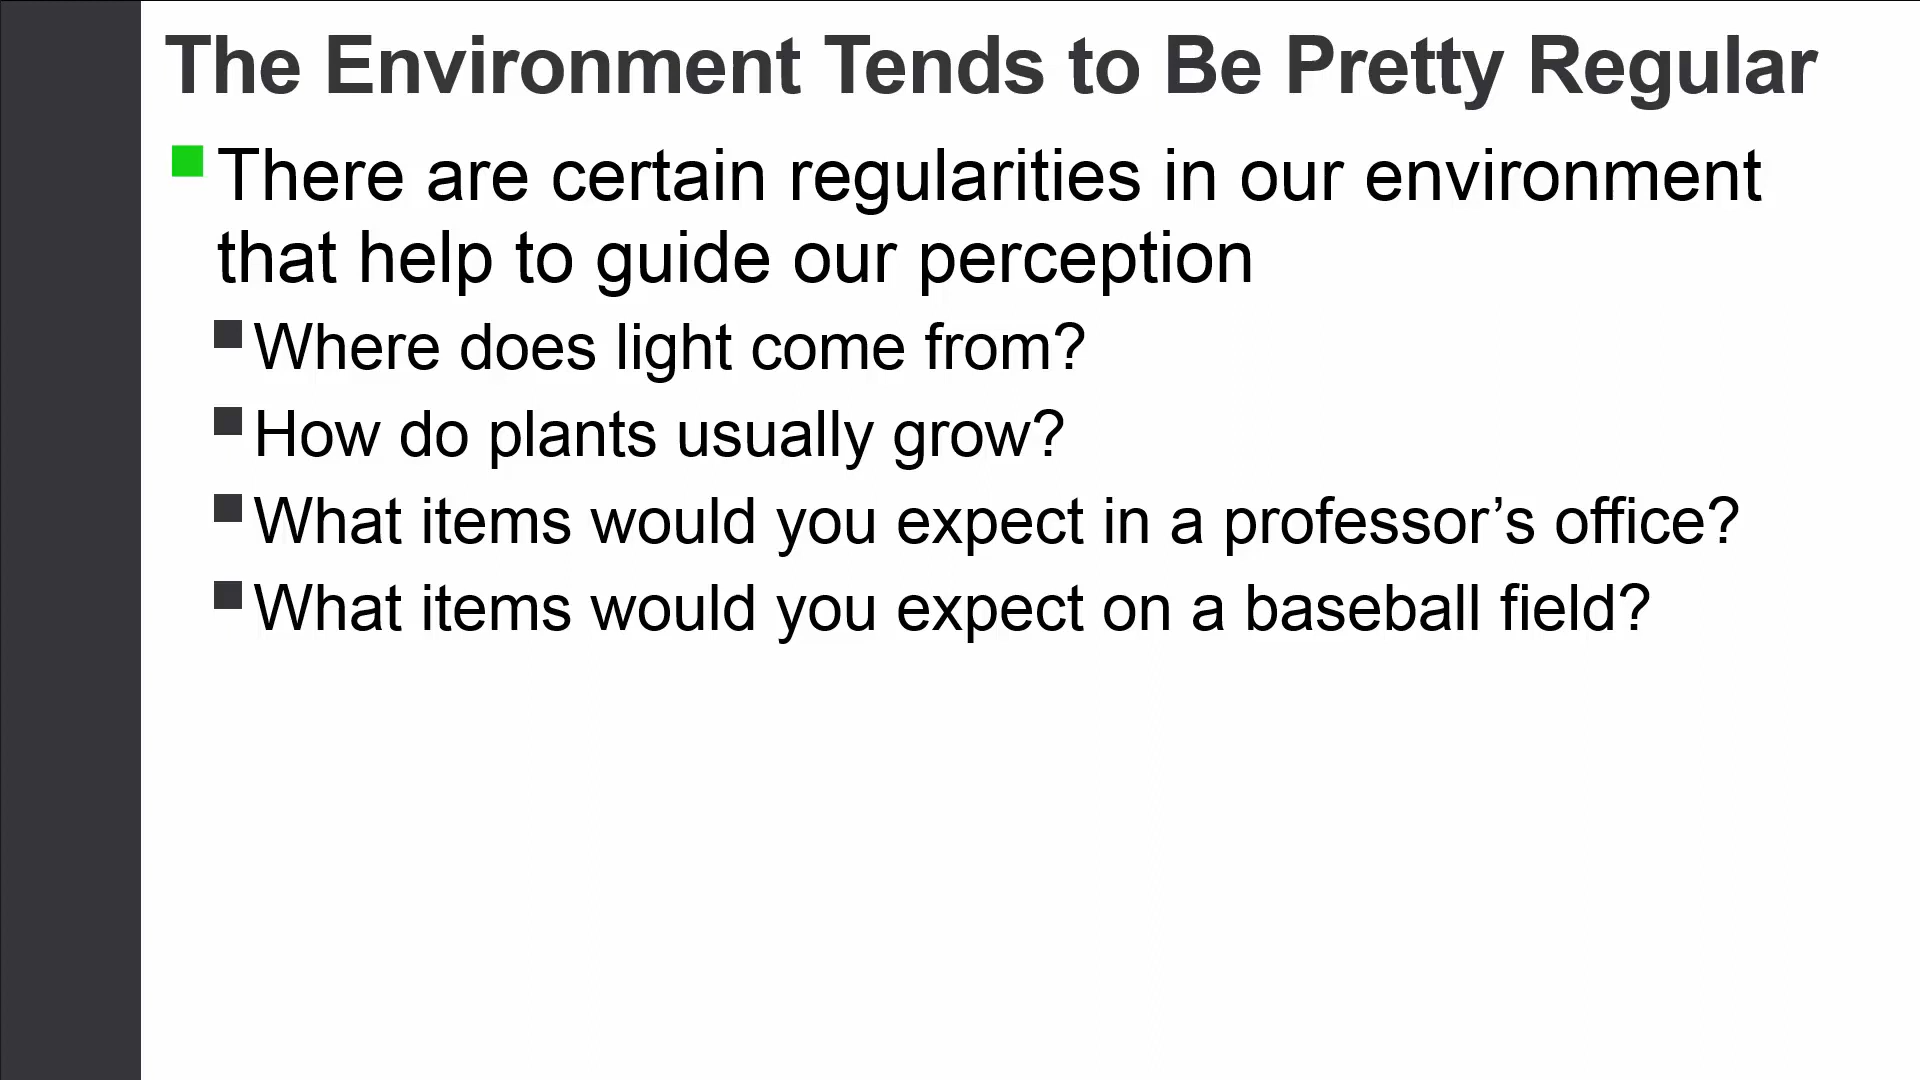 The Environment Tends to Be Pretty Regular
There are certain regularities in our environment
that help to guide our perception
Where does light come from?
How do plants usually grow?
What items would you expect in a professor’s office?
What items would you expect on a baseball field?